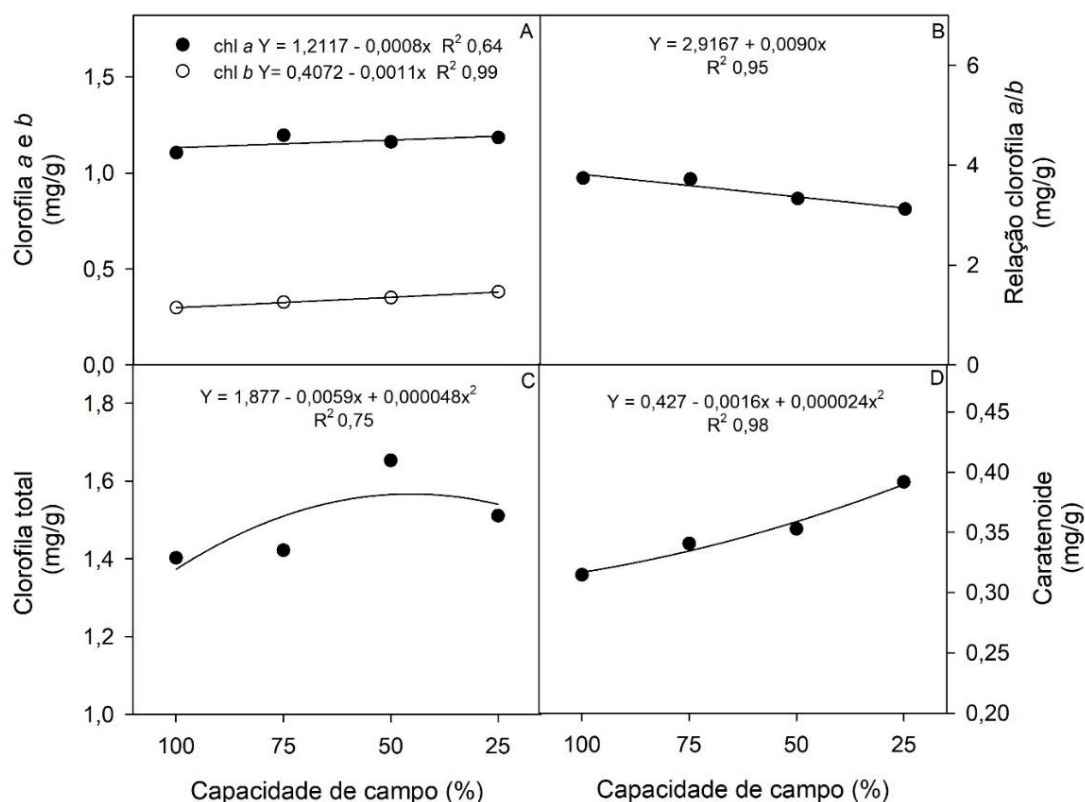 A
chl a Y = 1,2117 - 0,0008x R² 0,64
chl b Y= 0,4072 - 0,0011x R² 0,99
1,5
1,0
0,5
0,0
Clorofila a e b
(mg/g)
B
Y = 2,9167 + 0,0090x
R² 0,95
6
4
2
0
Relação clorofila a/b
(mg/g)
C
Y = 1,877 - 0,0059x + 0,000048x²
R² 0,75
1,8
1,6
1,4
1,2
1,0
Clorofila total
(mg/g)
100
75
50
25
Capacidade de campo (%)
D
Y = 0,427 - 0,0016x + 0,000024x²
R² 0,98
0,45
0,40
0,35
0,30
0,25
0,20
Caratenoide
(mg/g)
100
75
50
25
Capacidade de campo (%)